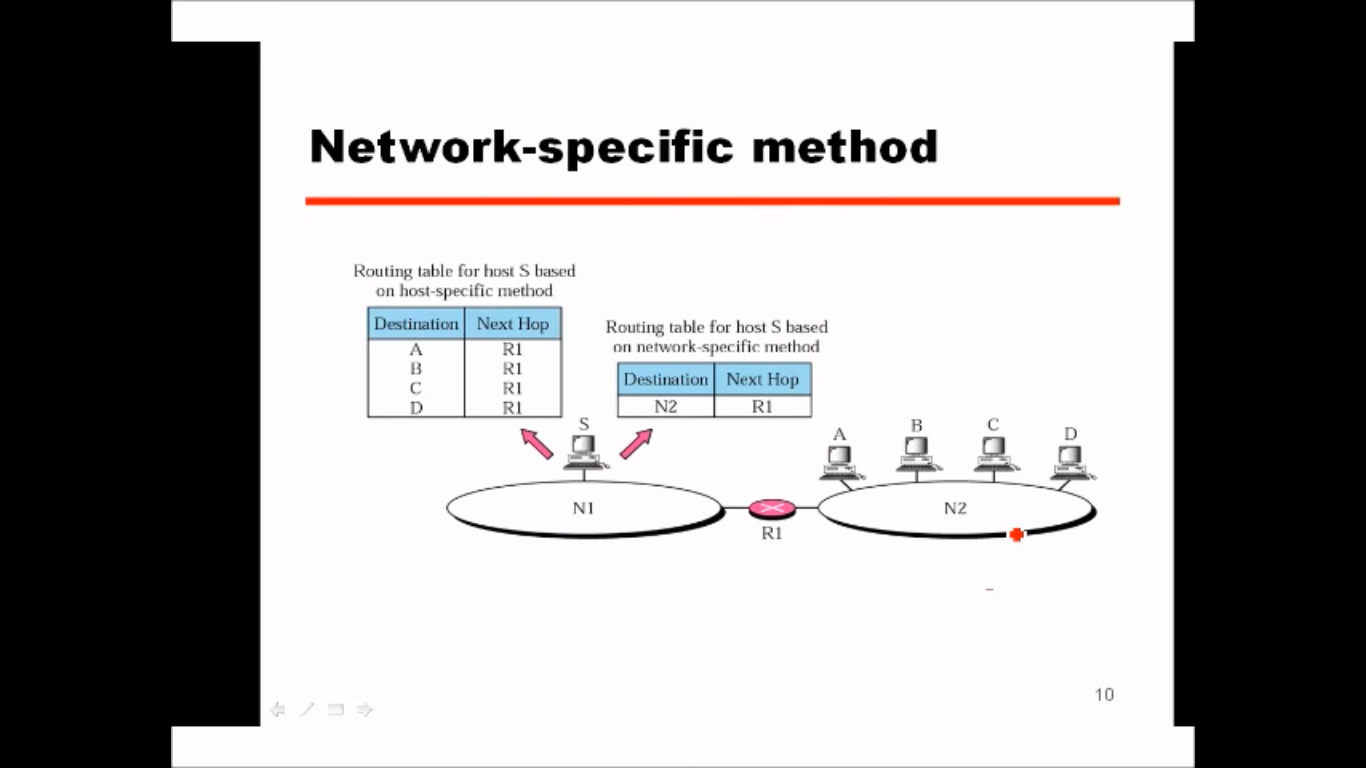 Network-specific method
Routing table for host S based
on host-specific method
Destination Next Hop
A R1
B R1
C R1
D R1
Routing table for host S based
on network-specific method
Destination Next Hop
N2 R1
S
A
B
C
D
N1
R1
N2
10